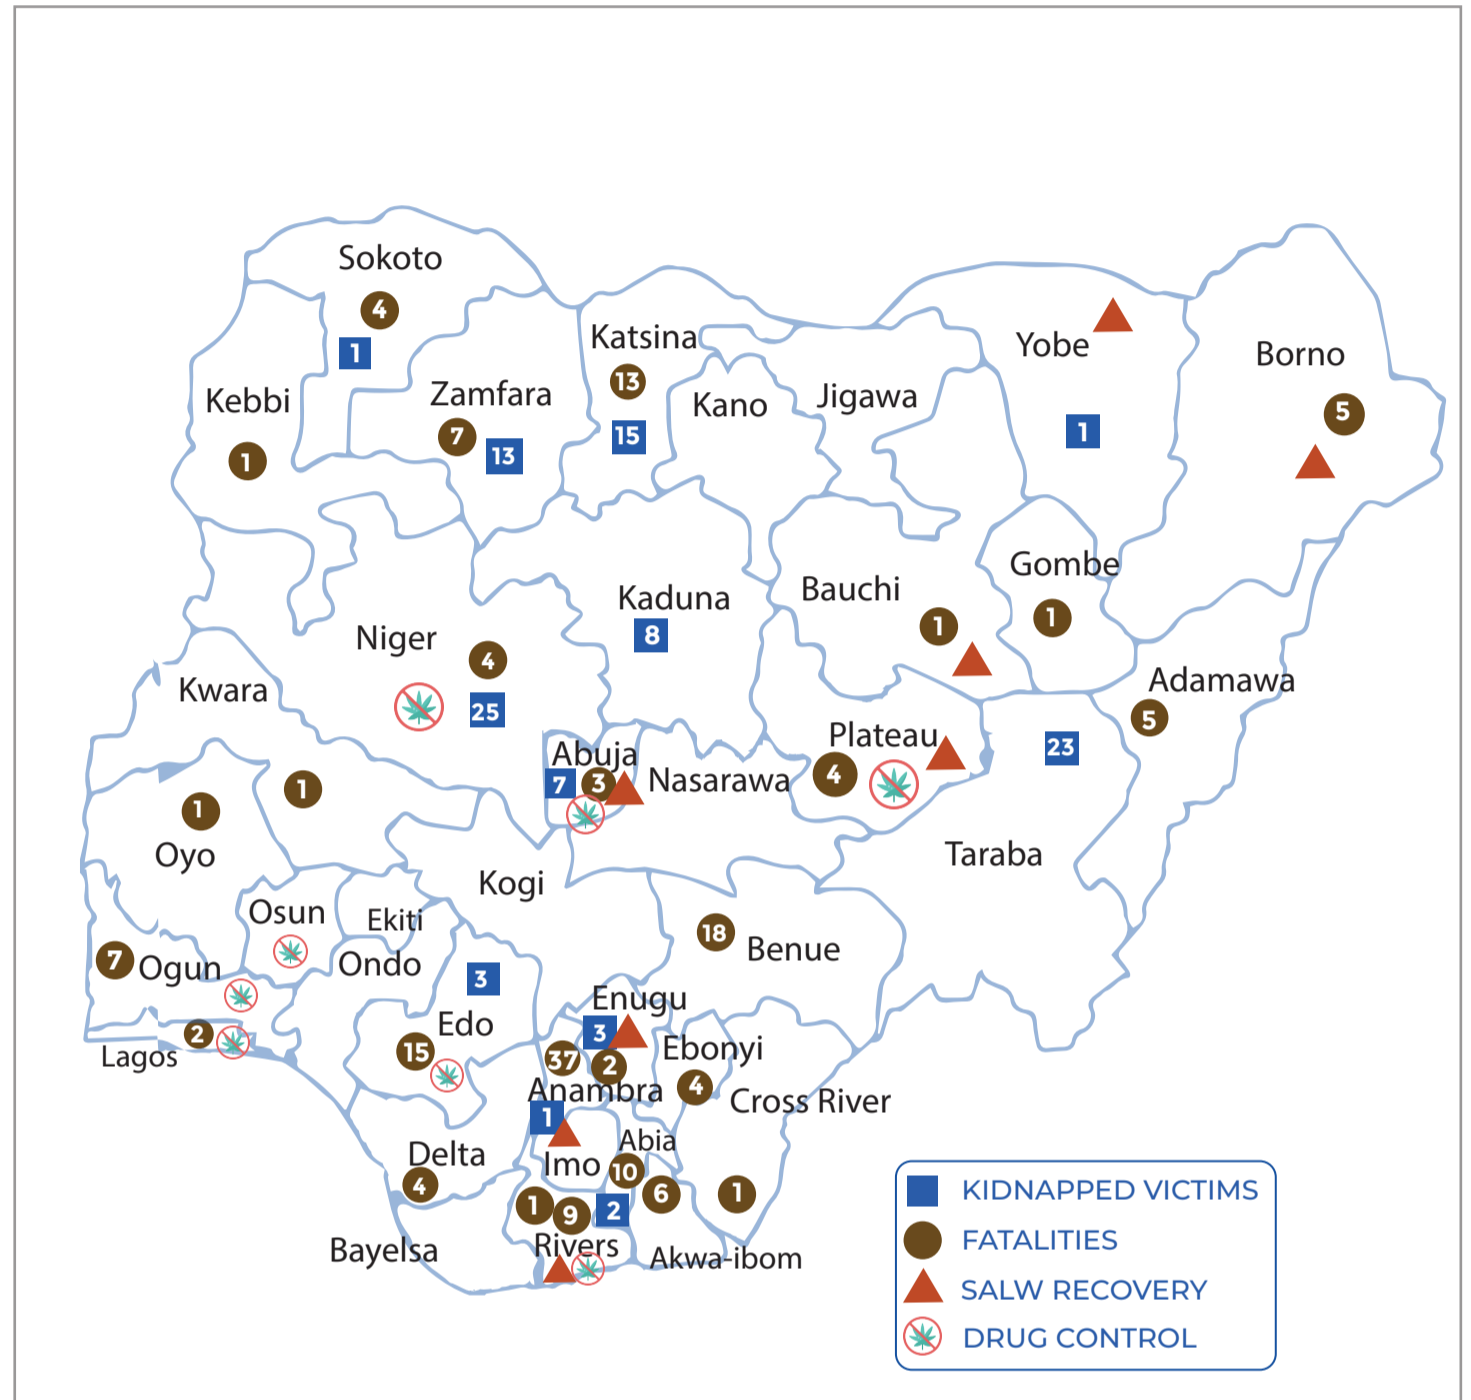 Sokoto
4
1
Katsina
13
15
Yobe
1
Borno
5
Kebbi
1
Zamfara
7
13
Kano
Jigawa
Gombe
1
Bauchi
1
Kaduna
8
Niger
4
25
Kwara
1
Adamawa
5
Plateau
4
23
Taraba
Abuja
7
3
Nasarawa
1
Oyo
Kogi
Osun
Ekiti
Ondo
18
Benue
7
Ogun
3
Edo
15
2
Lagos
Enugu
3
37
2
Anambra
1
Ebonyi
4
Cross River
1
Abia
10
Imo
Delta
4
6
1
9
2
Rivers
Akwa-ibom
Bayelsa
KIDNAPPED VICTIMS
FATALITIES
SALW RECOVERY
DRUG CONTROL